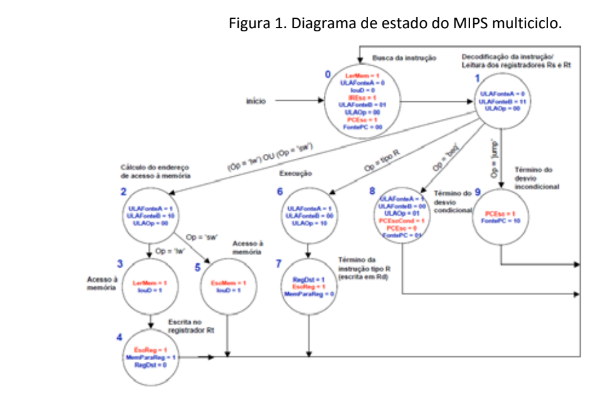 Figura 1. Diagrama de estado do MIPS multiciclo.
Busca da instrução
Decodificação da instrução/
Leitura dos registradores Rs e Rt
0
LerMem = 1
ULAFonteA = 0
IouD = 0
IREsc = 1
ULAFonteB = 01
ULAOp = 00
PCEsc = 1
FontePC = 00
início
1
ULAFonteA = 0
ULAFonteB = 11
ULAOp = 00
(Op = 'lw') OU (Op = 'sw')
Op = tipo R
Op = 'beq'
Op = 'jump'
Cálculo do endereço
de acesso à memória
2
ULAFonteA = 1
ULAFonteB = 10
ULAOp = 00
Execução
6
ULAFonteA = 1
ULAFonteB = 00
ULAOp = 10
8
ULAFonteA = 1
ULAFonteB = 00
ULAOp = 01
PCEscCond = 1
PCEsc = 0
FontePC = 01
Término do
desvio
condicional
9
PCEsc = 1
FontePC = 10
Término do
desvio
incondicional
Op = 'lw'
Op = 'sw'
3
Acesso à
memória
LerMem = 1
IouD = 1
5
Acesso à
memória
EscMem = 1
IouD = 1
7
Término da
instrução tipo R
(escrita em Rd)
RegDst = 1
EscReg = 1
MemParaReg = 0
4
Escrita no
registrador Rt
EscReg = 1
MemParaReg = 1
RegDst = 0